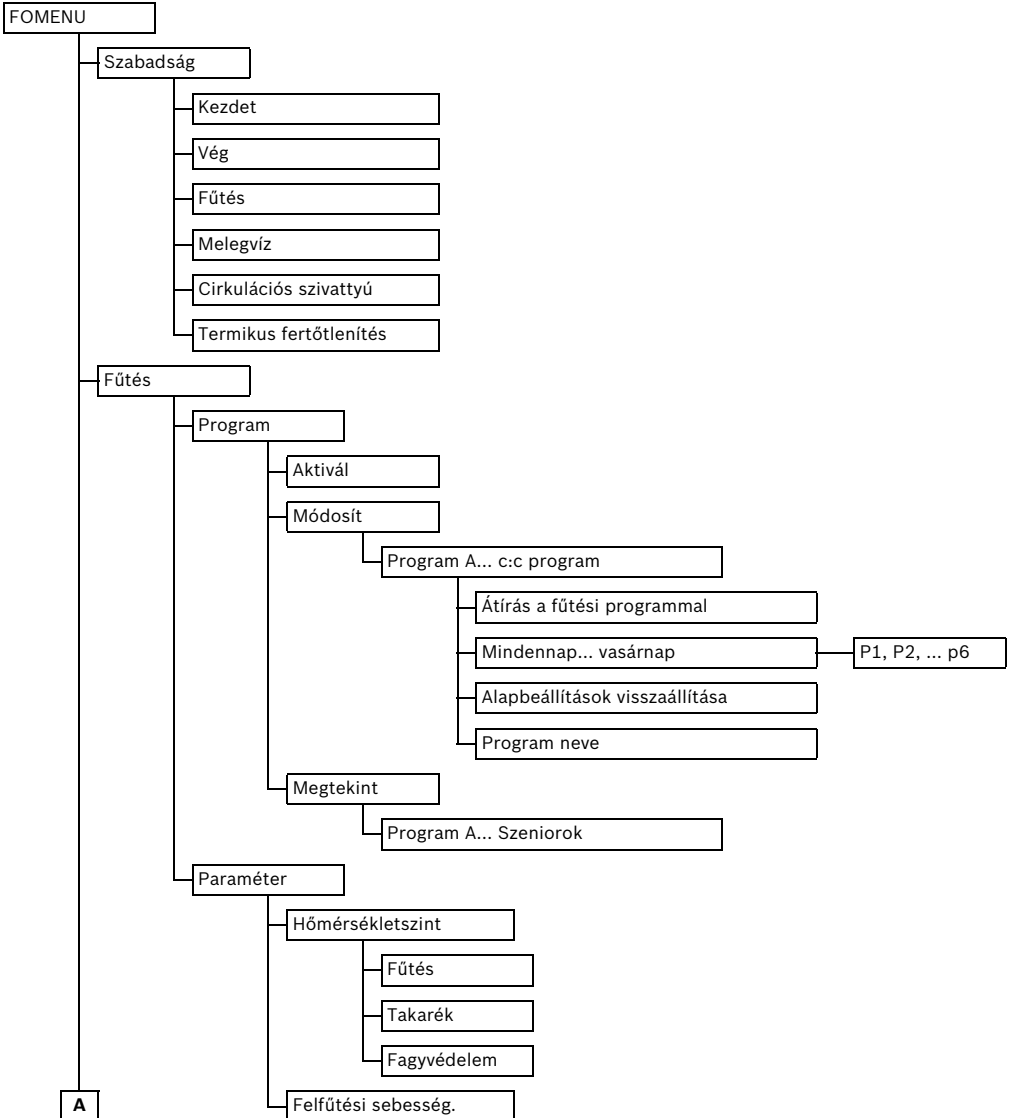 FOMENU
Szabadság
Kezdet
Vég
Fűtés
Melegvíz
Cirkulációs szivattyú
Termikus fertőtlenítés
Fűtés
Program
Aktivál
Módosít
Program A... c:c program
Átírás a fűtési programmal
Mindennap... vasárnap
P1, P2, ... p6
Alapbeállítások visszaállítása
Program neve
Megtekint
Program A... Szeniorok
Paraméter
Hőmérsékletszint
Fűtés
Takarék
Fagyvédelem
Felfűtési sebesség.
A